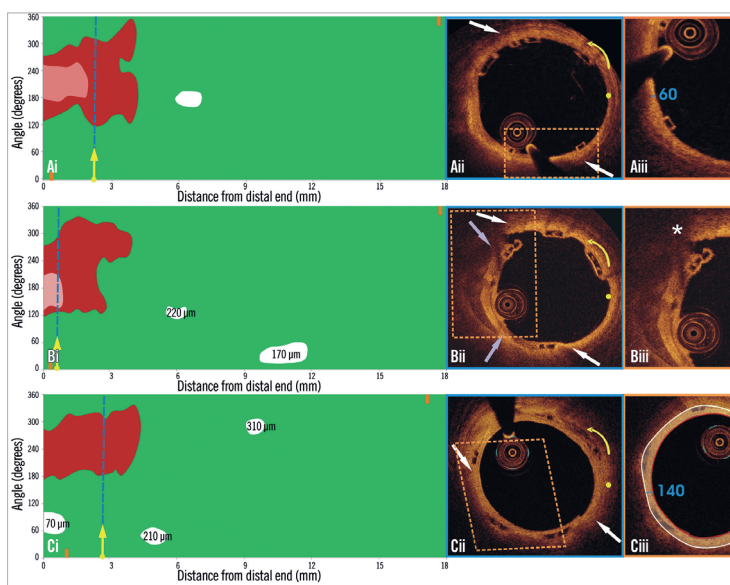 Angle (degrees)
360
300
240
180
120
60
0
Ai
0
3
6
9
12
15
18
Distance from distal end (mm)
Aii
60
Aiii
Angle (degrees)
360
300
240
180
120
60
0
220 µm
170 µm
Bi
0
3
6
9
12
15
18
Distance from distal end (mm)
Bii
*
Biii
Angle (degrees)
360
300
240
180
120
60
0
310 µm
70 µm
210 µm
Ci
0
3
6
9
12
15
18
Distance from distal end (mm)
Cii
140
Ciii